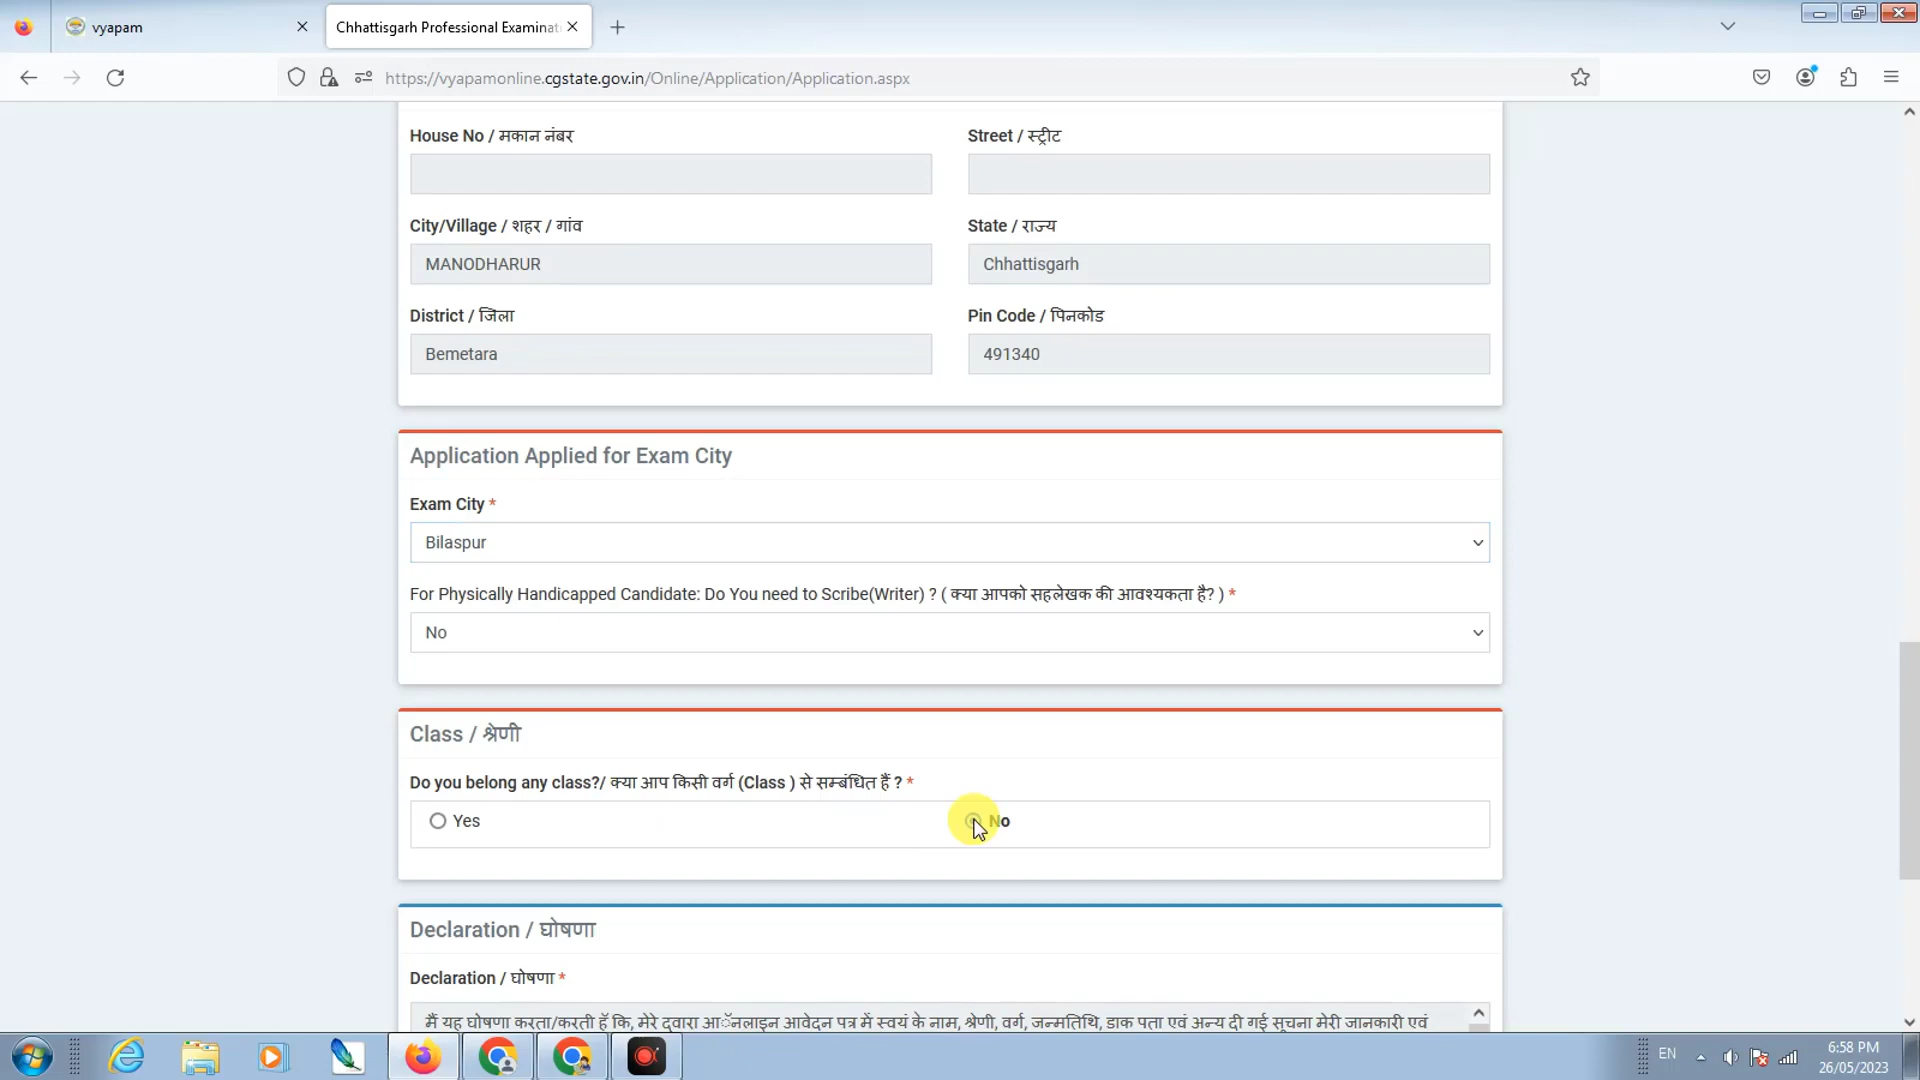 vyapam
Chhattisgarh Professional Examinat
https://vyapamonline.cgstate.gov.in/Online/Application/Application.aspx
House No / मकान नंबर
Street / स्ट्रीट
City/Village / शहर / गांव
MANODHARUR
State / राज्य
Chhattisgarh
District / जिला
Bemetara
Pin Code / पिनकोड
491340
Application Applied for Exam City
Exam City *
Bilaspur
For Physically Handicapped Candidate: Do You need to Scribe(Writer) ? ( क्या आपको सहलेखक की आवश्यकता है? ) *
No
Class / श्रेणी
Do you belong any class?/ क्या आप किसी वर्ग (Class ) से सम्बंधित हैं ? *
Yes
No
Declaration / घोषणा
Declaration / घोषणा *
मैं यह घोषणा करता/करती हूँ कि, मेरे द्वारा आॅनलाइन आवेदन पत्र में स्वयं के नाम, श्रेणी, वर्ग, जन्मतिथि, डाक पता एवं अन्य दी गई सूचना मेरी जानकारी एवं
EN
6:58 PM
26/05/2023